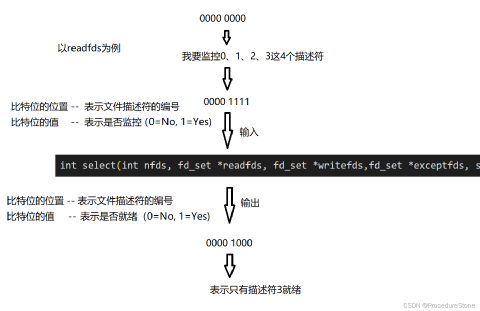 0000 0000
以readfds为例
我要监控0、1、2、3这4个描述符
0000 1111
比特位的位置 -- 表示文件描述符的编号
比特位的值 -- 表示是否监控 (0=No, 1=Yes)
输入
int select(int nfds, fd_set *readfds, fd_set *writefds,fd_set *exceptfds, s
比特位的位置 -- 表示文件描述符的编号
比特位的值 -- 表示是否就绪 (0=No, 1=Yes)
输出
0000 1000
表示只有描述符3就绪
CSDN @ProcedureStone